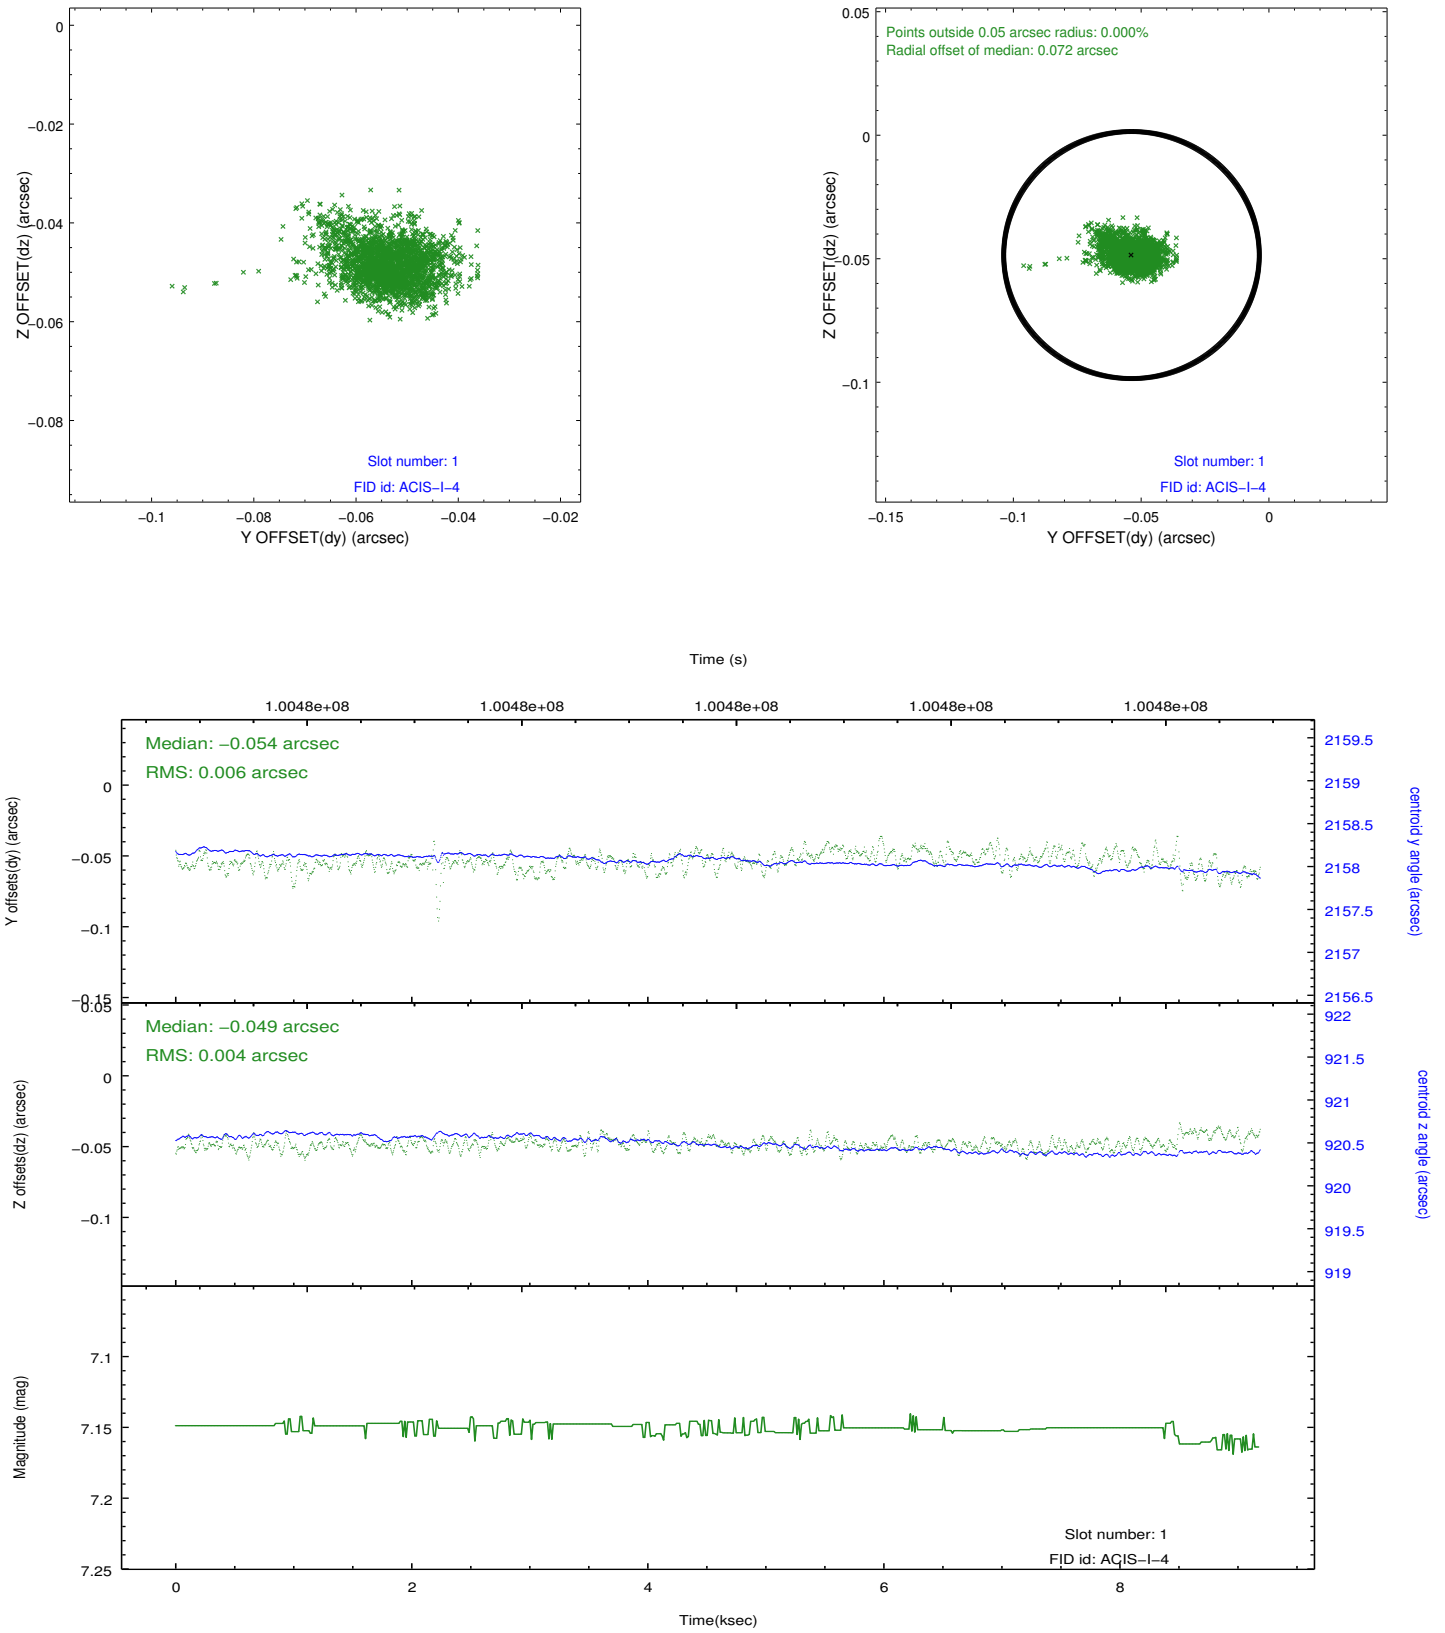 0
−0.02
−0.04
−0.06
−0.08
Z OFFSET(dz) (arcsec)
Slot number: 1
FID id: ACIS−I−4
−0.1
−0.08
−0.06
−0.04
−0.02
Y OFFSET(dy) (arcsec)
0.05
0
−0.05
−0.1
Z OFFSET(dz) (arcsec)
Points outside 0.05 arcsec radius: 0.000%
Radial offset of median: 0.072 arcsec
Slot number: 1
FID id: ACIS−I−4
−0.15
−0.1
−0.05
0
Y OFFSET(dy) (arcsec)
Time (s)
1.0048e+08
1.0048e+08
1.0048e+08
1.0048e+08
1.0048e+08
Median: −0.054 arcsec
RMS: 0.006 arcsec
0
−0.05
−0.1
−0.15
Y offsets(dy) (arcsec)
2159.5
2159
2158.5
2158
2157.5
2157
2156.5
centroid y angle (arcsec)
Median: −0.049 arcsec
RMS: 0.004 arcsec
0.05
0
−0.05
−0.1
Z offsets(dz) (arcsec)
922
921.5
921
920.5
920
919.5
919
centroid z angle (arcsec)
7.1
7.15
7.2
7.25
Magnitude (mag)
Slot number: 1
FID id: ACIS−I−4
0
2
4
6
8
Time(ksec)